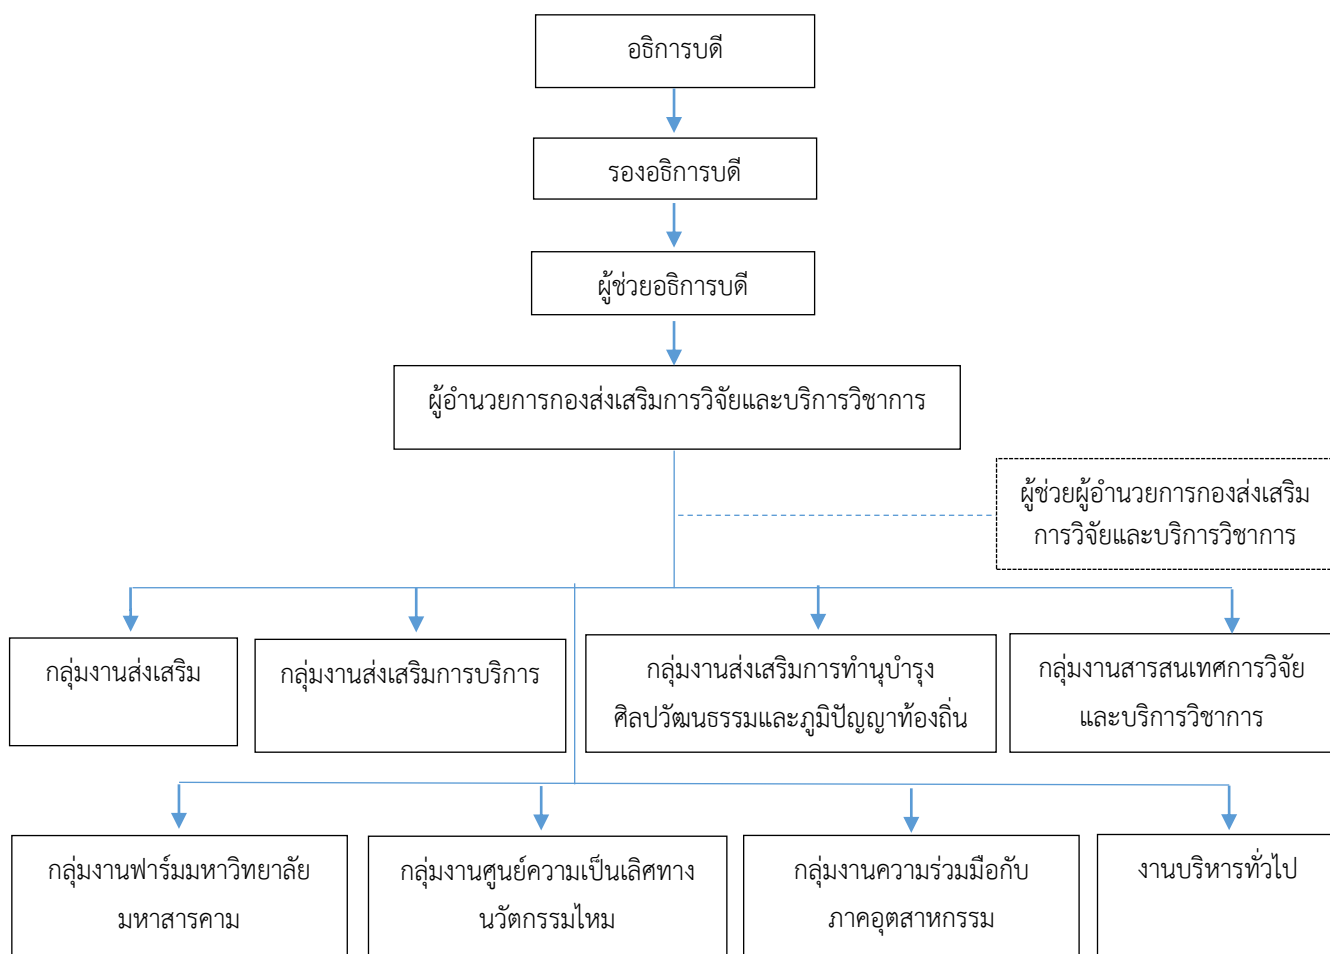 อธิการบดี
รองอธิการบดี
ผู้ช่วยอธิการบดี
ผู้อำนวยการกองส่งเสริมการวิจัยและบริการวิชาการ
ผู้ช่วยผู้อำนวยการกองส่งเสริม
การวิจัยและบริการวิชาการ
กลุ่มงานส่งเสริม
กลุ่มงานส่งเสริมการบริการ
กลุ่มงานส่งเสริมการทำนุบำรุง
ศิลปวัฒนธรรมและภูมิปัญญาท้องถิ่น
กลุ่มงานสารสนเทศการวิจัย
และบริการวิชาการ
กลุ่มงานฟาร์มมหาวิทยาลัย
มหาสารคาม
กลุ่มงานศูนย์ความเป็นเลิศทาง
นวัตกรรมไหม
กลุ่มงานความร่วมมือกับ
ภาคอุตสาหกรรม
งานบริหารทั่วไป